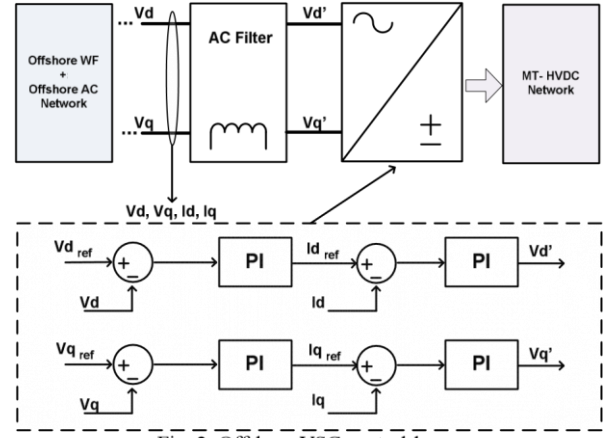 Offshore WF
+
Offshore AC
Network
Vd
Vq
AC Filter
Vd’
Vq’
MT- HVDC
Network
Vd, Vq, Id, Iq
Vd ref
Vd
PI
Id ref
Id
PI
Vd’
Vq ref
Vq
PI
Iq ref
Iq
PI
Vq’